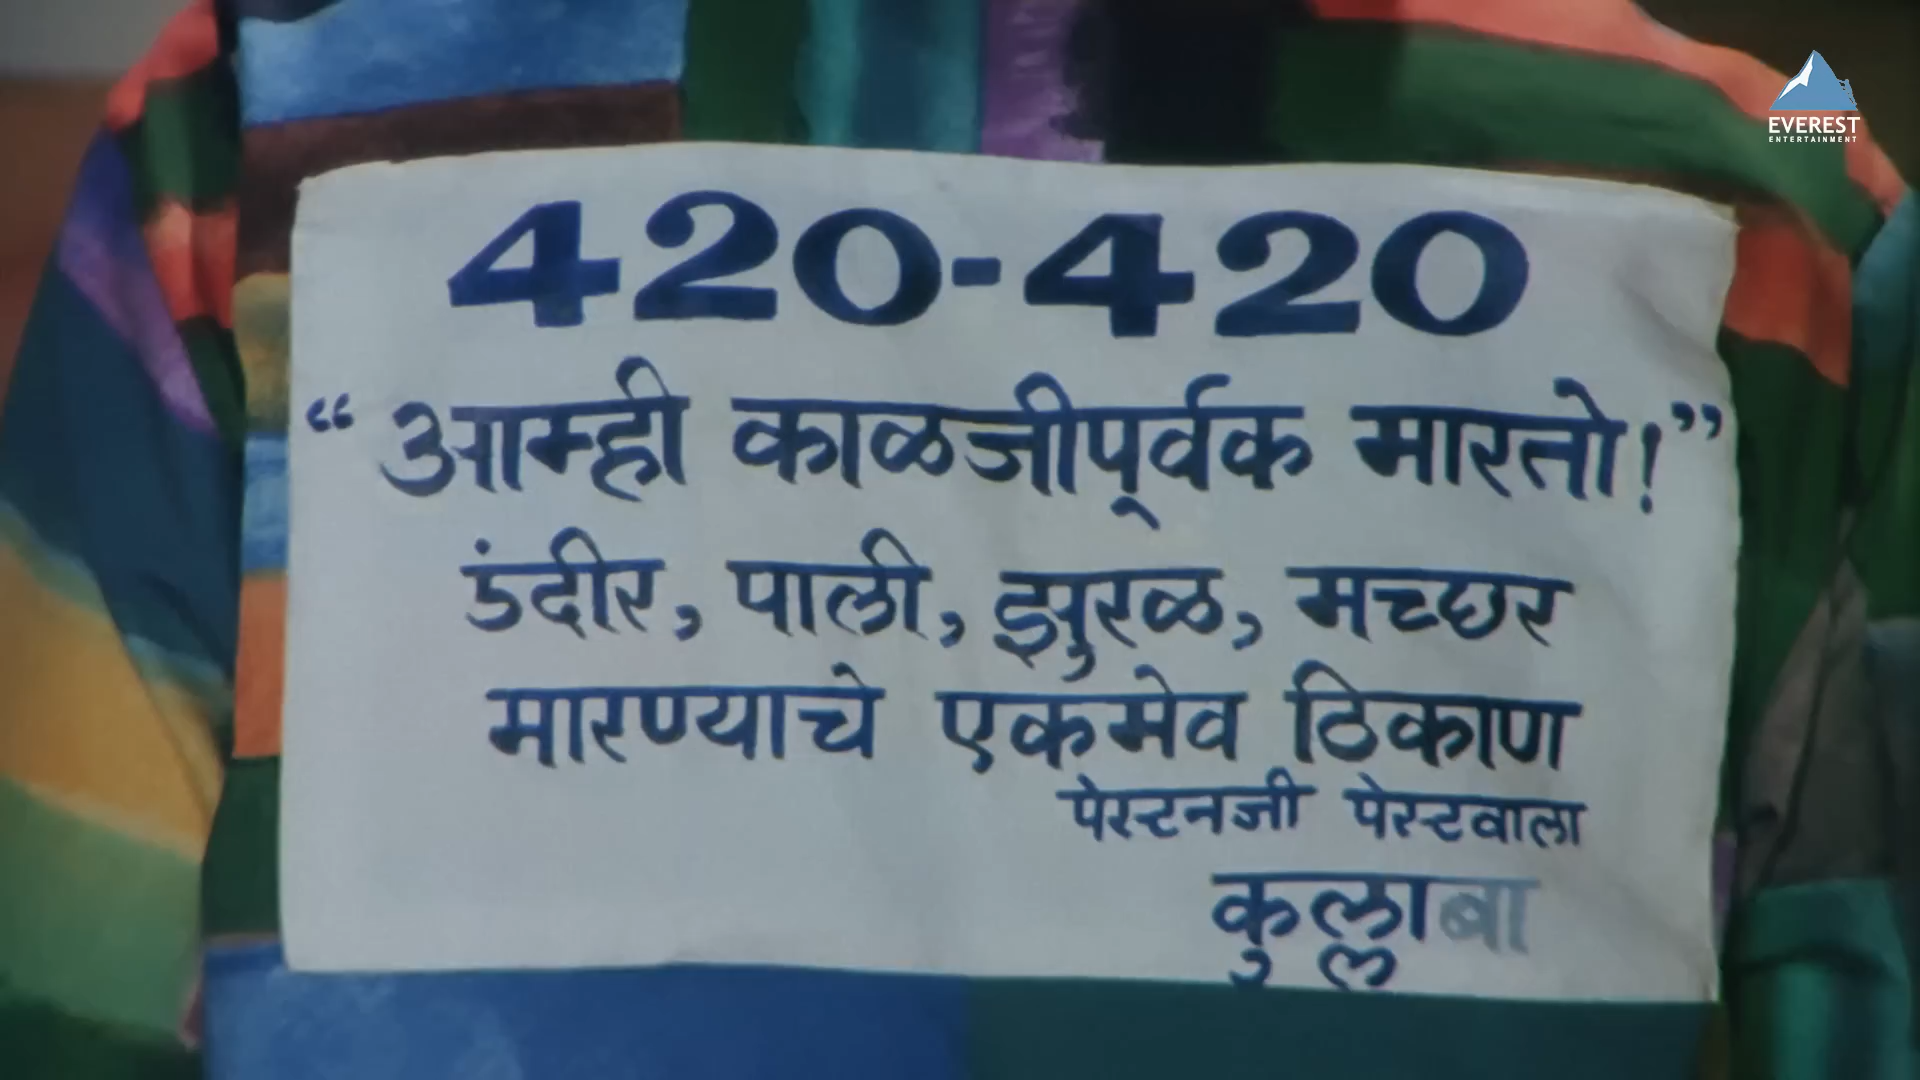 420-420
“ आम्ही काळजीपूर्वक मारतो! ”
उंदीर, पाली, झुरळ, मच्छर
मारण्याचे एकमेव ठिकाण
पेस्टनजी पेस्टवाला
कुल्लाबा
EVEREST
ENTERTAINMENT